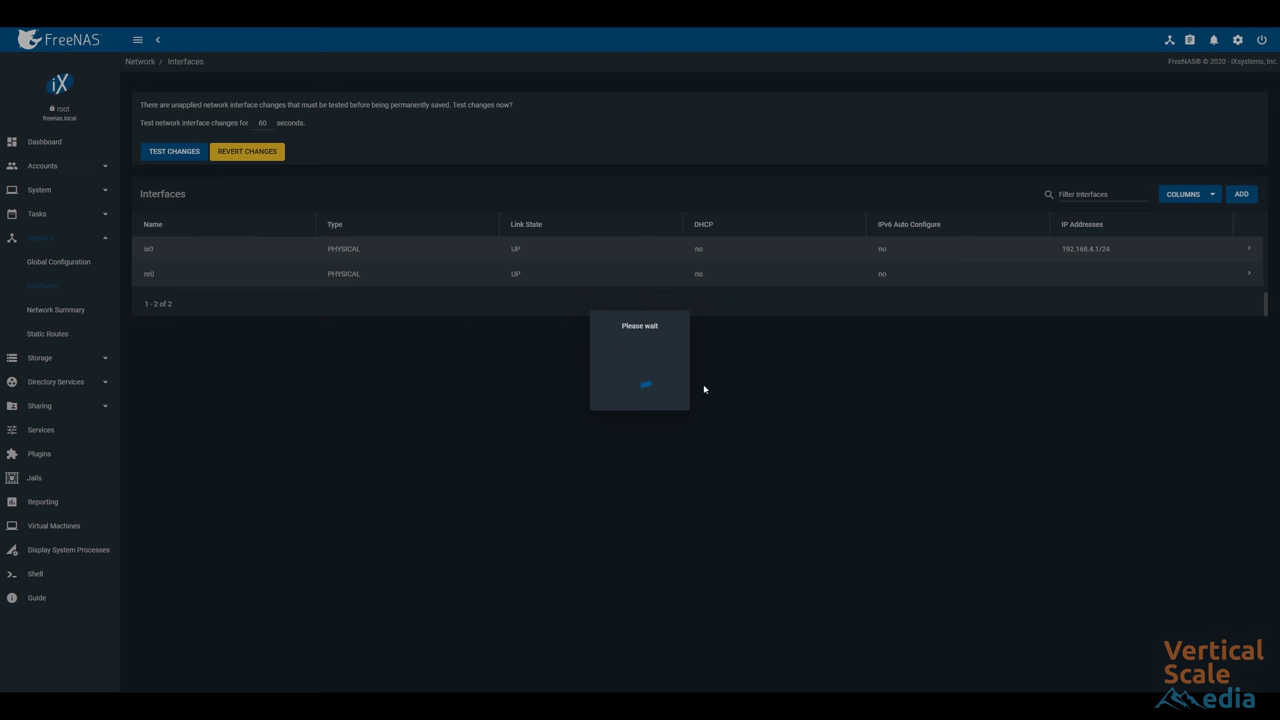 FreeNAS
Network / Interfaces
FreeNAS® © 2020 - iXsystems, Inc.
iX
root
freenas.local
There are unapplied network interface changes that must be tested before being permanently saved. Test changes now?
Test network interface changes for 60 seconds.
TEST CHANGES REVERT CHANGES
Dashboard
Accounts
System
Tasks
Network
Global Configuration
Interfaces
Network Summary
Static Routes
Storage
Directory Services
Sharing
Services
Plugins
Jails
Reporting
Virtual Machines
Display System Processes
Shell
Guide
Interfaces
Filter Interfaces
COLUMNS
ADD
Name Type Link State DHCP IPv6 Auto Configure IP Addresses
ix0 PHYSICAL UP no no 192.168.4.1/24
re0 PHYSICAL UP no no
1 - 2 of 2
Please wait
Vertical
Scale
Media